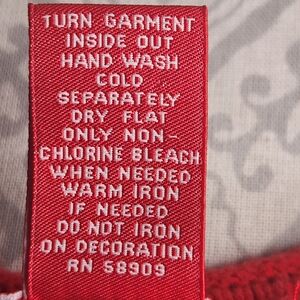 TURN GARMENT
INSIDE OUT
HAND WASH
COLD
SEPARATELY
DRY FLAT
ONLY NON-
CHLORINE BLEACH
WHEN NEEDED
WARM IRON
IF NEEDED
DO NOT IRON
ON DECORATION
RN 58909